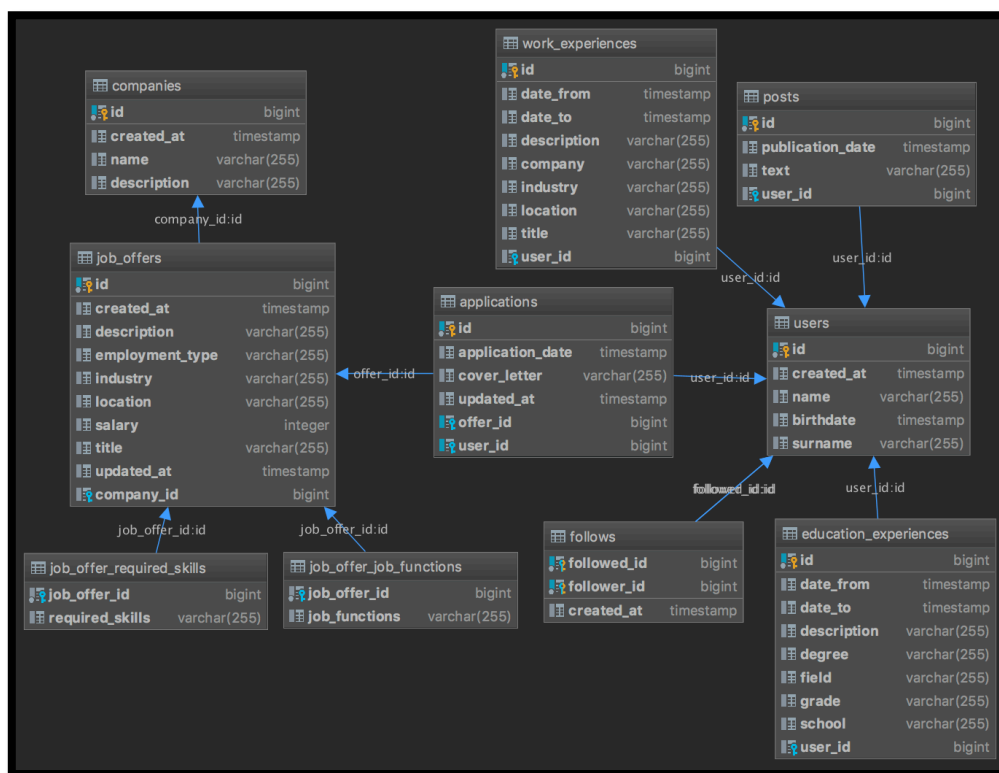 companies
id bigint
created_at timestamp
name varchar(255)
description varchar(255)
company_id:id
job_offers
id bigint
created_at timestamp
description varchar(255)
employment_type varchar(255)
industry varchar(255)
location varchar(255)
salary integer
title varchar(255)
updated_at timestamp
company_id bigint
job_offer_id:id
job_offer_id:id
job_offer_required_skills
job_offer_id bigint
required_skills varchar(255)
job_offer_job_functions
job_offer_id bigint
job_functions varchar(255)
work_experiences
id bigint
date_from timestamp
date_to timestamp
description varchar(255)
company varchar(255)
industry varchar(255)
location varchar(255)
title varchar(255)
user_id bigint
user_id:id
applications
id bigint
application_date timestamp
cover_letter varchar(255)
updated_at timestamp
offer_id bigint
user_id bigint
offer_id:id
user_id:id
posts
id bigint
publication_date timestamp
text varchar(255)
user_id bigint
user_id:id
users
id bigint
created_at timestamp
name varchar(255)
birthdate timestamp
surname varchar(255)
user_id:id
follows
followed_id bigint
follower_id bigint
created_at timestamp
education_experiences
id bigint
date_from timestamp
date_to timestamp
description varchar(255)
degree varchar(255)
field varchar(255)
grade varchar(255)
school varchar(255)
user_id bigint